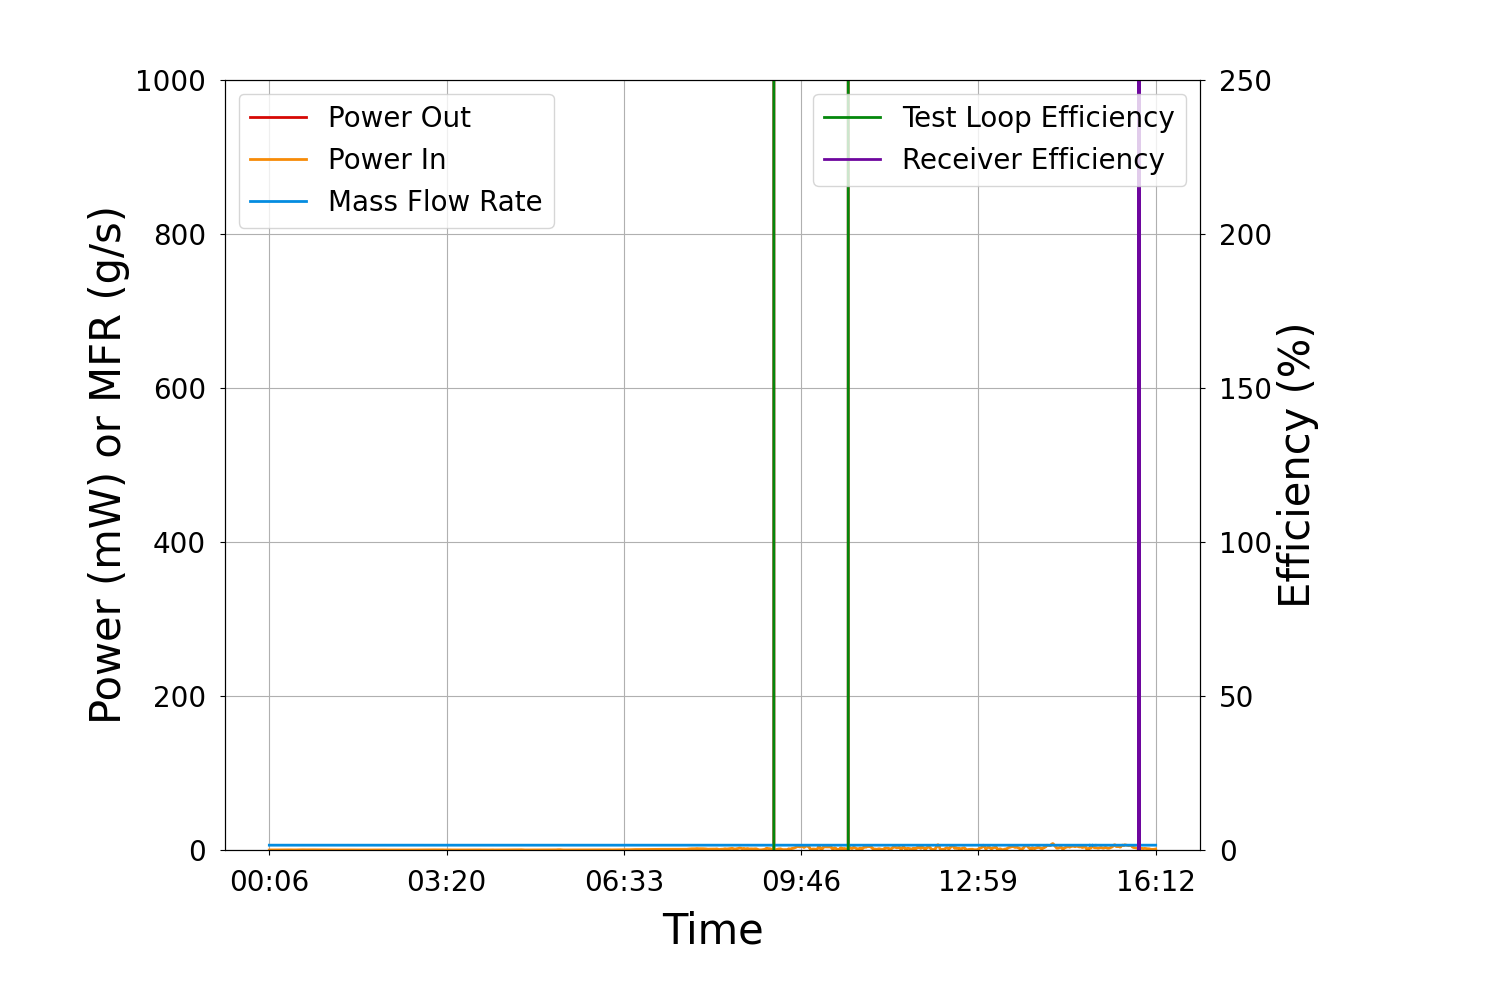 1000
800
600
400
200
0
Power (mW) or MFR (g/s)
Power Out
Power In
Mass Flow Rate
Test Loop Efficiency
Receiver Efficiency
250
200
150
100
50
0
Efficiency (%)
00:06 03:20 06:33 09:46 12:59 16:12
Time